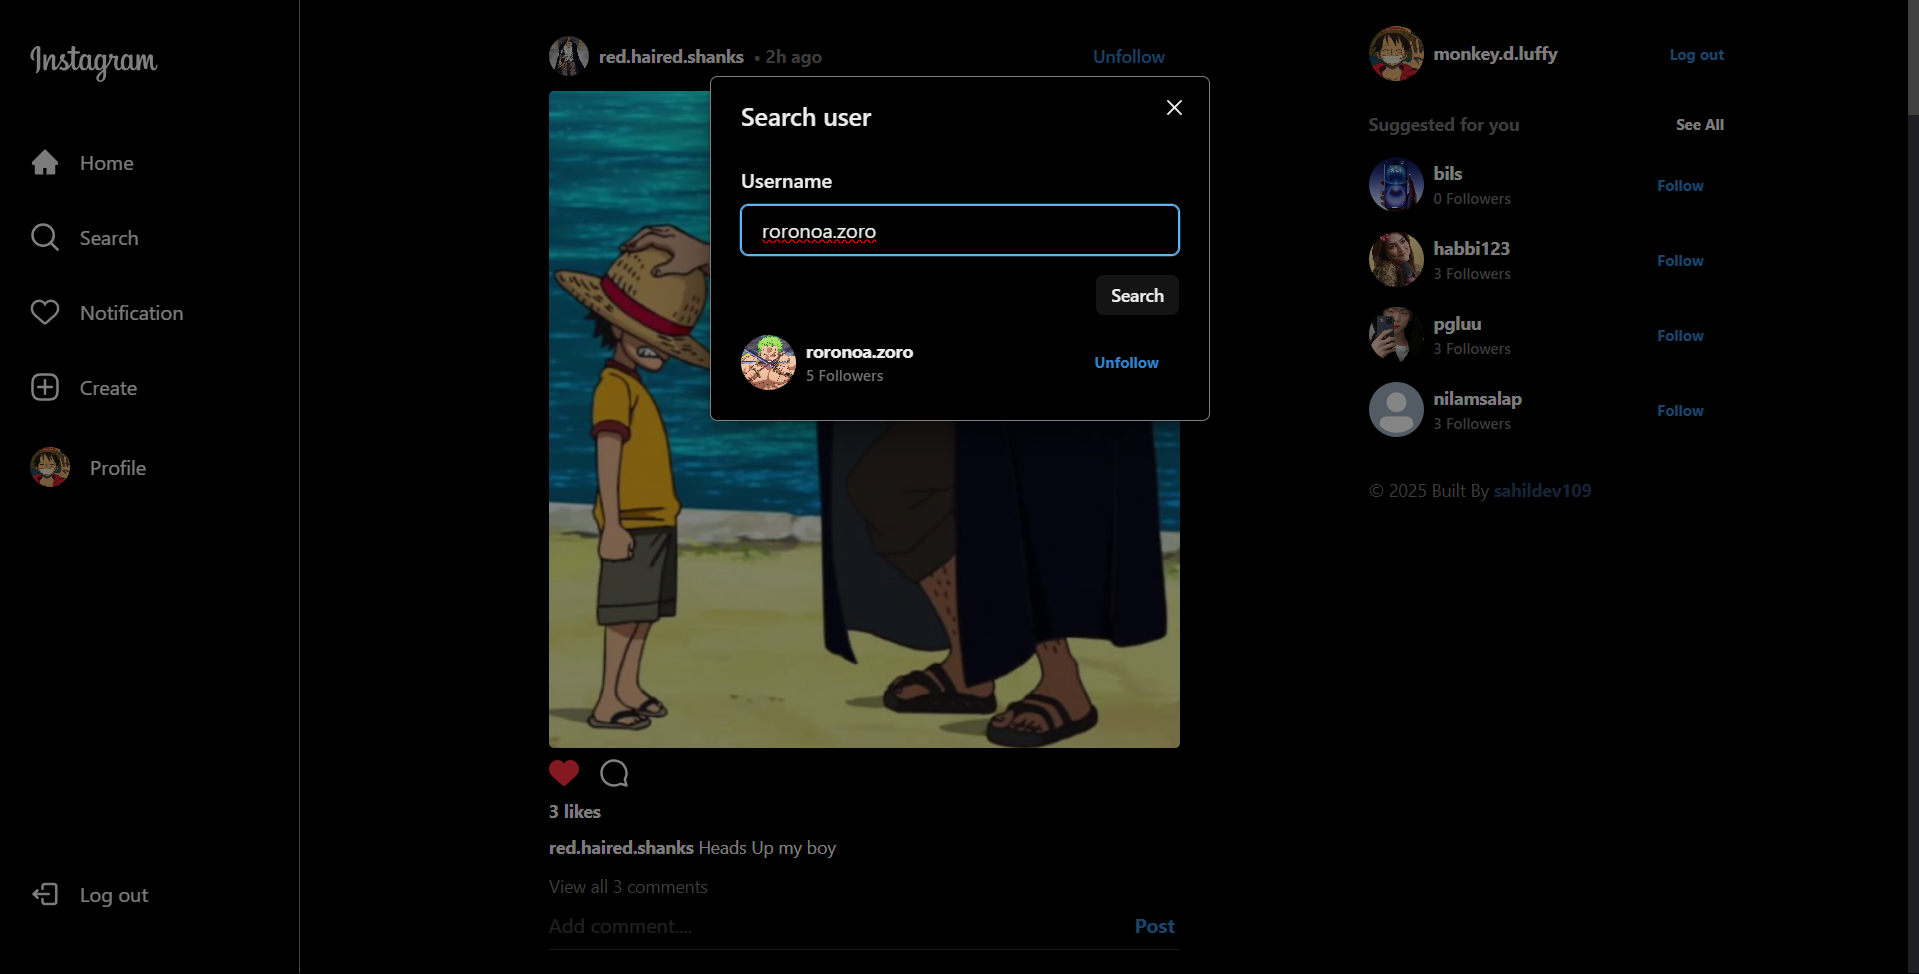 Instagram
Home
Search
Notification
Create
Profile
Log out
red.haired.shanks • 2h ago
Unfollow
Search user
Username
roronoa.zoro
Search
roronoa.zoro
5 Followers
Unfollow
3 likes
red.haired.shanks Heads Up my boy
View all 3 comments
Add comment....
Post
monkey.d.luffy
Log out
Suggested for you
See All
bils
0 Followers
Follow
habbi123
3 Followers
Follow
pgluu
3 Followers
Follow
nilamsalap
3 Followers
Follow
© 2025 Built By sahildev109